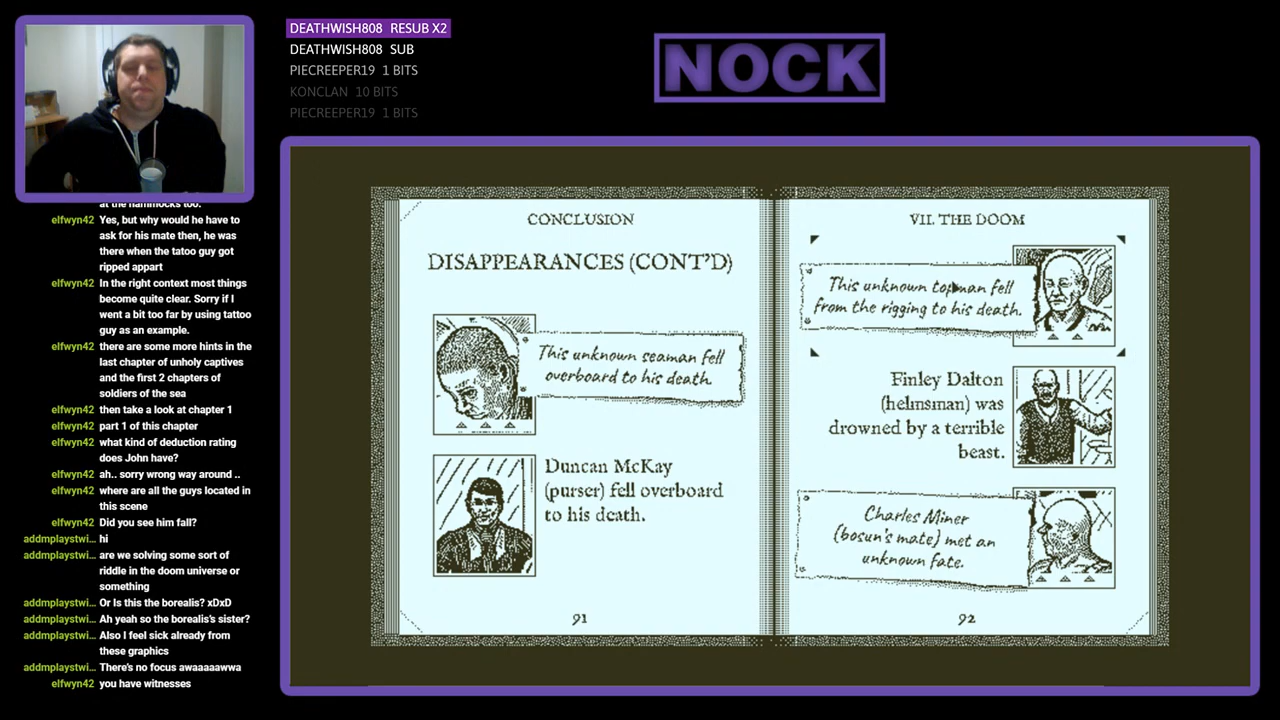 DEATHWISH808 RESUB X2
DEATHWISH808 SUB
PIECREEPER19 1 BITS
KONCLAN 10 BITS
PIECREEPER19 1 BITS
NOCK
at the hammocks too.
elfwyn42 Yes, but why would he have to
ask for his mate then, he was
there when the tatoo guy got
ripped appart
elfwyn42 In the right context most things
become quite clear. Sorry if I
went a bit too far by using tattoo
guy as an example.
elfwyn42 there are some more hints in the
last chapter of unholy captives
and the first 2 chapters of
soldiers of the sea
elfwyn42 then take a look at chapter 1
part 1 of this chapter
elfwyn42 what kind of deduction rating
does John have?
elfwyn42 ah.. sorry wrong way around ..
elfwyn42 where are all the guys located in
this scene
elfwyn42 Did you see him fall?
addmplaystwi... hi
addmplaystwi... are we solving some sort of
riddle in the doom universe or
something
addmplaystwi... Or Is this the borealis? xDxD
addmplaystwi... Ah yeah so the borealis's sister?
addmplaystwi... Also I feel sick already from
these graphics
addmplaystwi... There's no focus awaaaaawwa
elfwyn42 you have witnesses
CONCLUSION
DISAPPEARANCES (CONT'D)
This unknown seaman fell
overboard to his death.
Duncan McKay
(purser) fell overboard
to his death.
91
VII. THE DOOM
This unknown topman fell
from the rigging to his death.
Finley Dalton
(helmsman) was
drowned by a terrible
beast.
Charles Miner
(bosun's mate) met an
unknown fate.
92